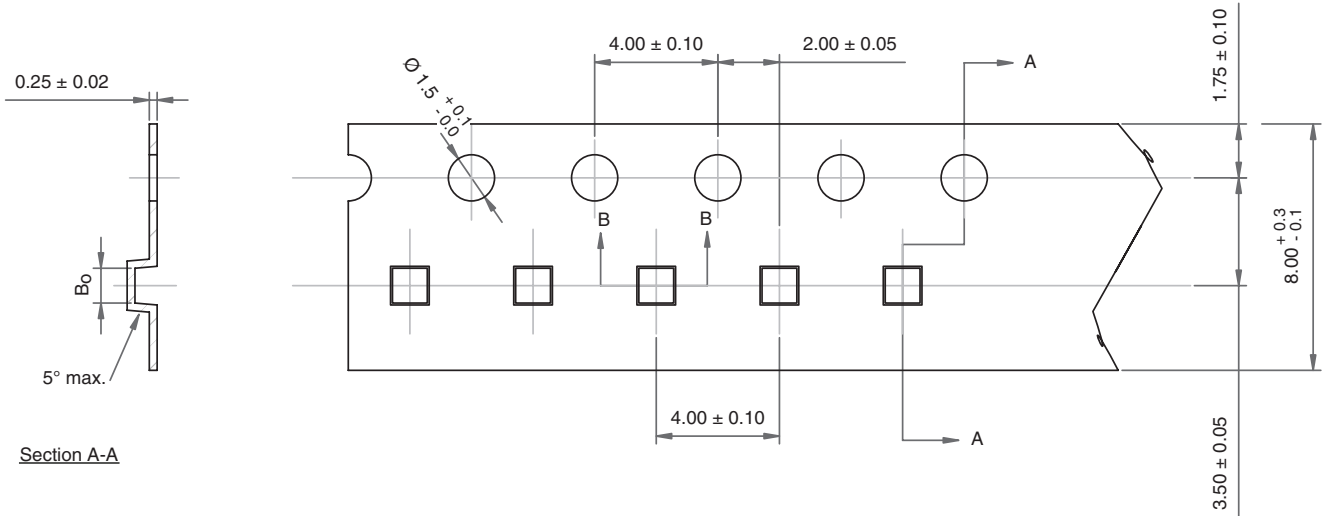 4.00 ± 0.10
2.00 ± 0.05
A
1.75 ± 0.10
0.25 ± 0.02
Ø 1.5 +0.1 -0.0
B
B
8.00 +0.3 -0.1
Bo
5° max.
4.00 ± 0.10
A
3.50 ± 0.05
Section A-A